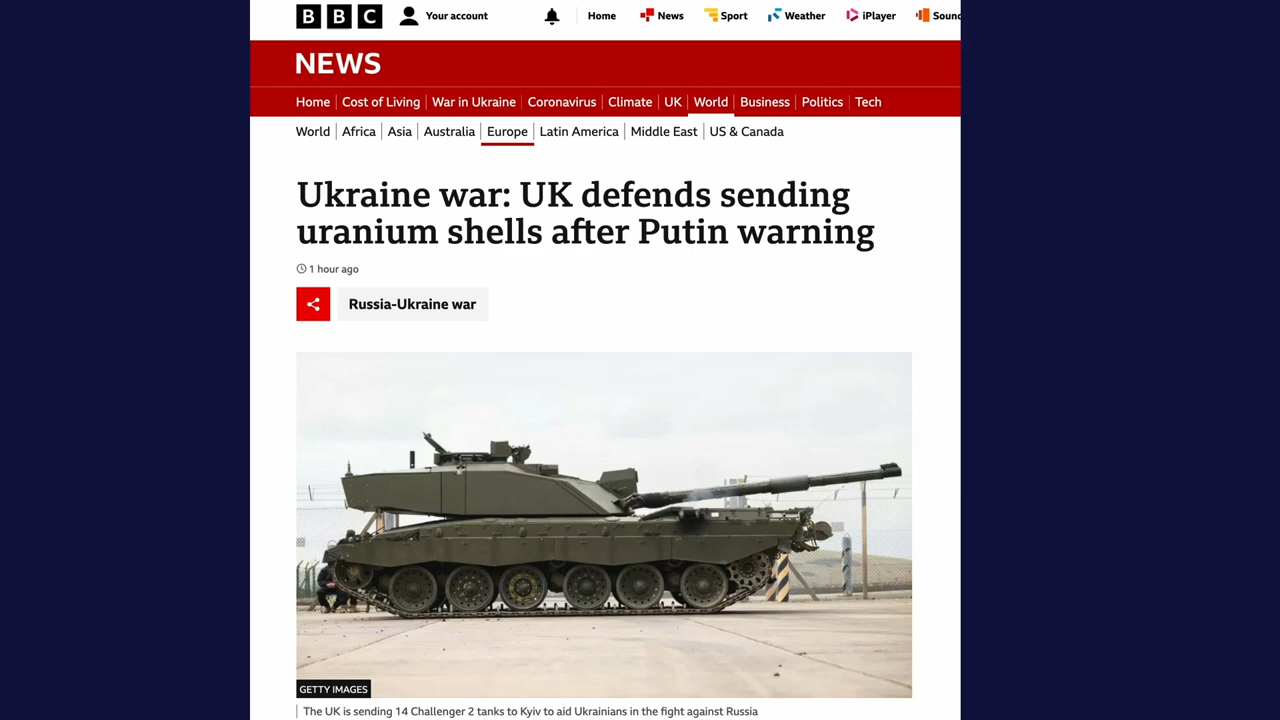 BBC Your account Home News Sport Weather iPlayer Soun
NEWS
Home Cost of Living War in Ukraine Coronavirus Climate UK World Business Politics Tech
World Africa Asia Australia Europe Latin America Middle East US & Canada
Ukraine war: UK defends sending
uranium shells after Putin warning
1 hour ago
Russia-Ukraine war
GETTY IMAGES
The UK is sending 14 Challenger 2 tanks to Kyiv to aid Ukrainians in the fight against Russia